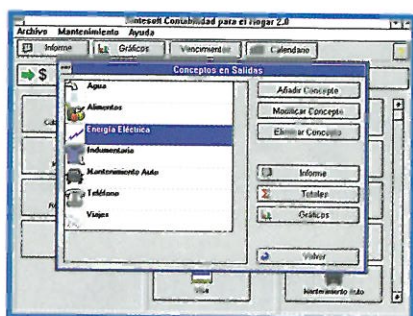 Sintesoft Contabilidad para el Hogar 2.0
Archivo Mantenimiento Ayuda
Informe Gráficos Vencimientos Calendario
$
Conceptos en Salidas
Agua
Alimentos
Energía Eléctrica
Indumentaria
Mantenimiento Auto
Teléfono
Viajes
Añadir Concepto
Modificar Concepto
Eliminar Concepto
Informe
Totales
Gráficos
Volver
Visa
Mantenimiento Auto